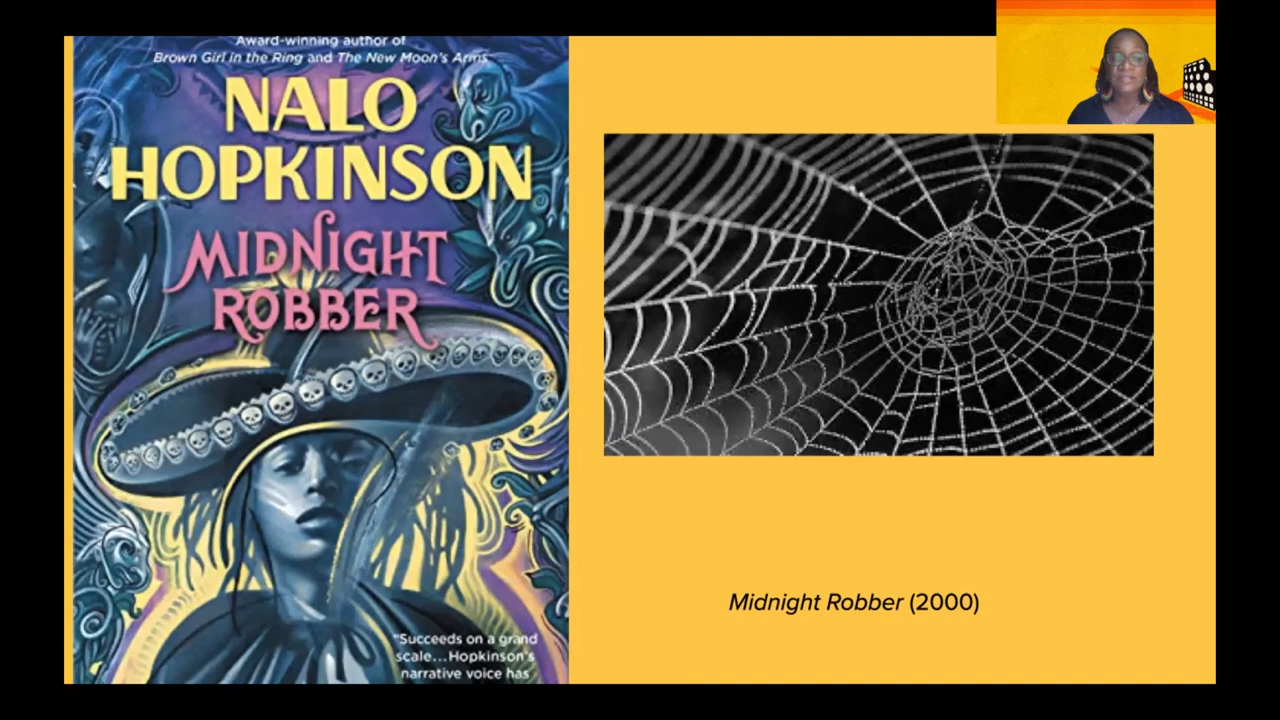 Award-winning author of
Brown Girl in the Ring and The New Moon's Arms
NALO
HOPKINSON
MIDNIGHT
ROBBER
"Succeeds on a grand
scale...Hopkinson's
narrative voice has
Midnight Robber (2000)